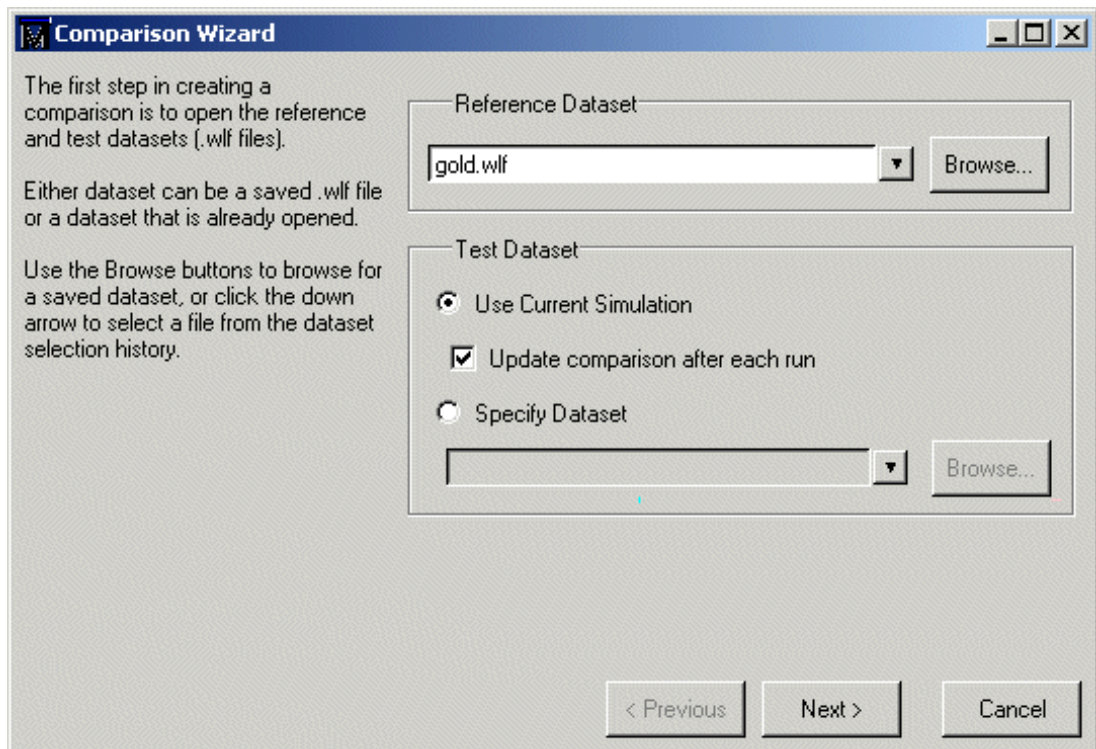 Comparison Wizard
The first step in creating a
comparison is to open the reference
and test datasets (.wlf files).
Either dataset can be a saved .wlf file
or a dataset that is already opened.
Use the Browse buttons to browse for
a saved dataset, or click the down
arrow to select a file from the dataset
selection history.
Reference Dataset
gold.wlf
Browse...
Test Dataset
Use Current Simulation
Update comparison after each run
Specify Dataset
Browse...
< Previous
Next >
Cancel